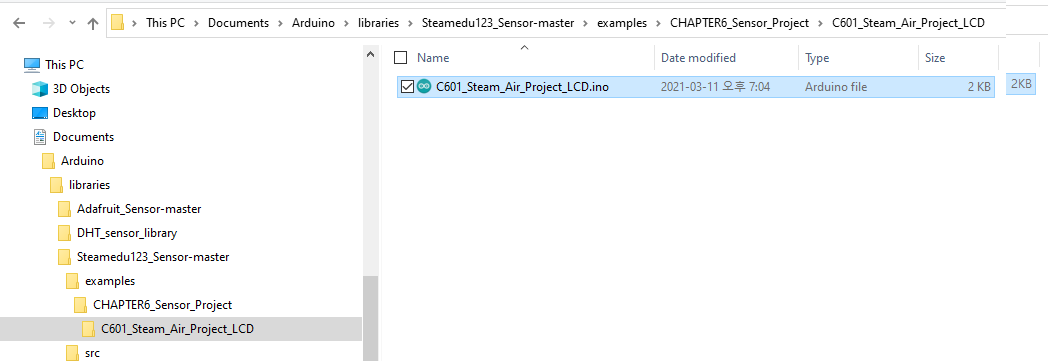 This PC > Documents > Arduino > libraries > Steamedu123_Sensor-master > examples > CHAPTER6_Sensor_Project > C601_Steam_Air_Project_LCD
Name Date modified Type Size
C601_Steam_Air_Project_LCD.ino 2021-03-11 오후 7:04 Arduino file 2 KB 2KB
This PC
3D Objects
Desktop
Documents
Arduino
libraries
Adafruit_Sensor-master
DHT_sensor_library
Steamedu123_Sensor-master
examples
CHAPTER6_Sensor_Project
C601_Steam_Air_Project_LCD
src